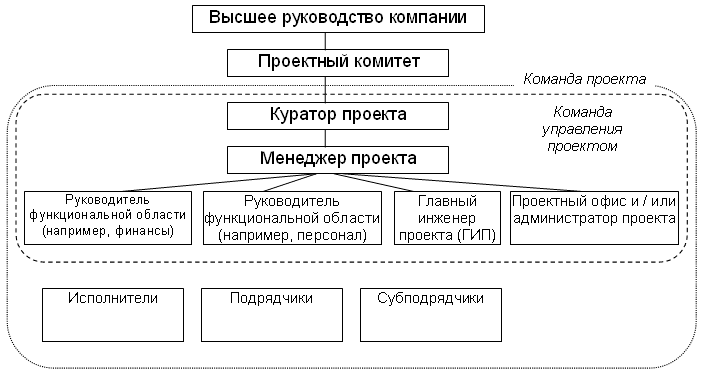 Высшее руководство компании
Проектный комитет
Команда проекта
Куратор проекта
Команда
управления
проектом
Менеджер проекта
Руководитель
функциональной области
(например, финансы)
Руководитель
функциональной области
(например, персонал)
Главный
инженер
проекта (ГИП)
Проектный офис и / или
администратор проекта
Исполнители
Подрядчики
Субподрядчики